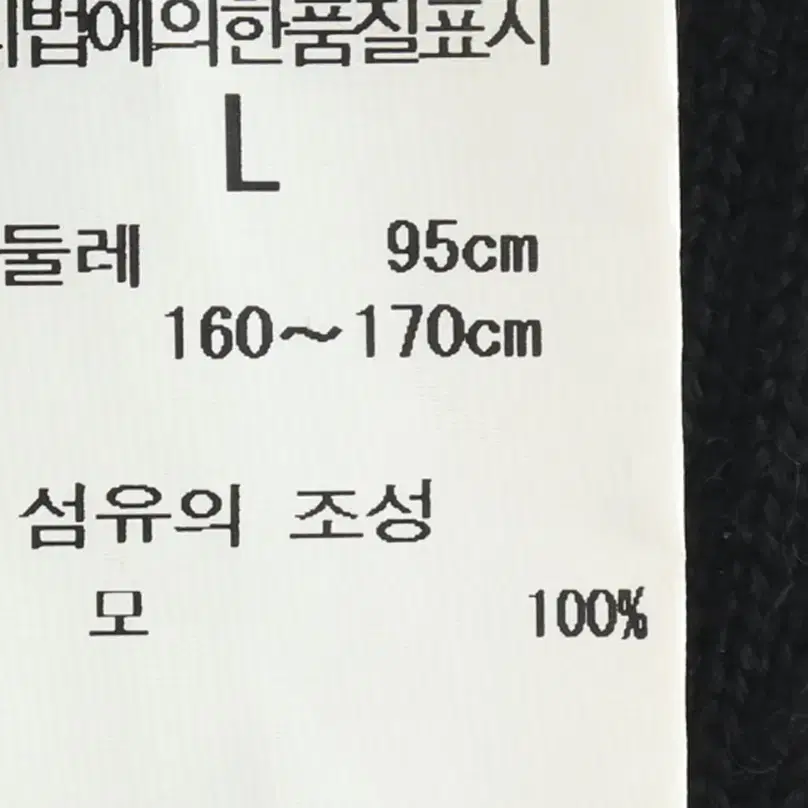 법에의한품질표시
L
둘레 95cm
160~170cm
섬유의 조성
모 100%